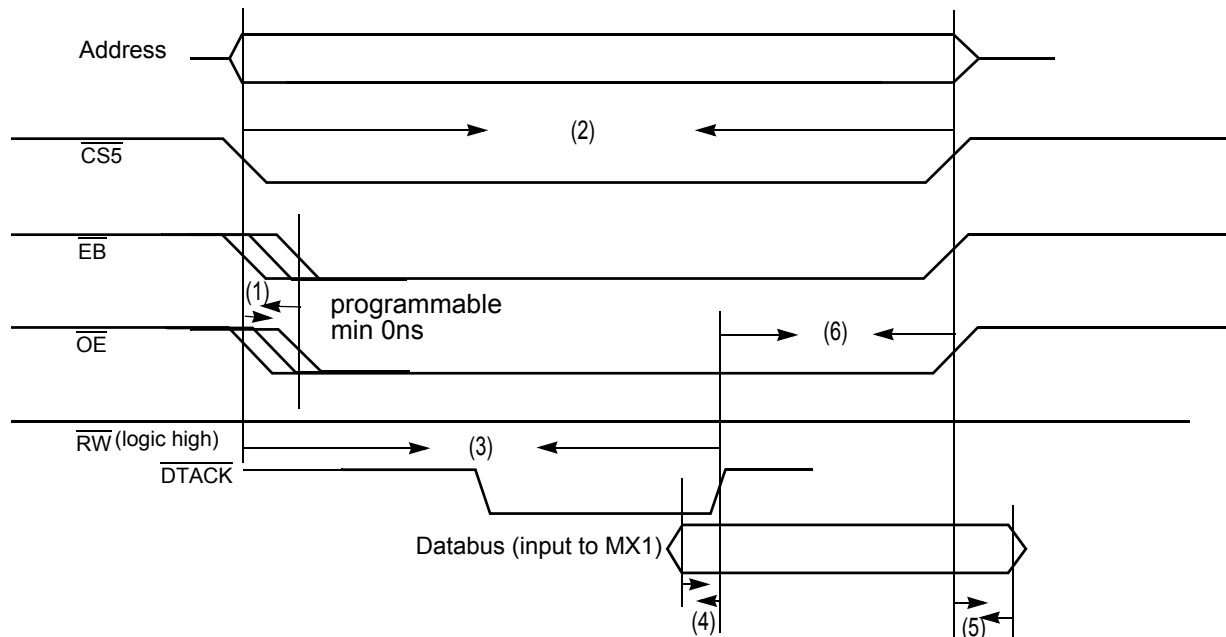 Address
(2)
CS5
EB
(1)
programmable
min 0ns
OE
(6)
RW (logic high)
(3)
DTACK
Databus (input to MX1)
(4)
(5)